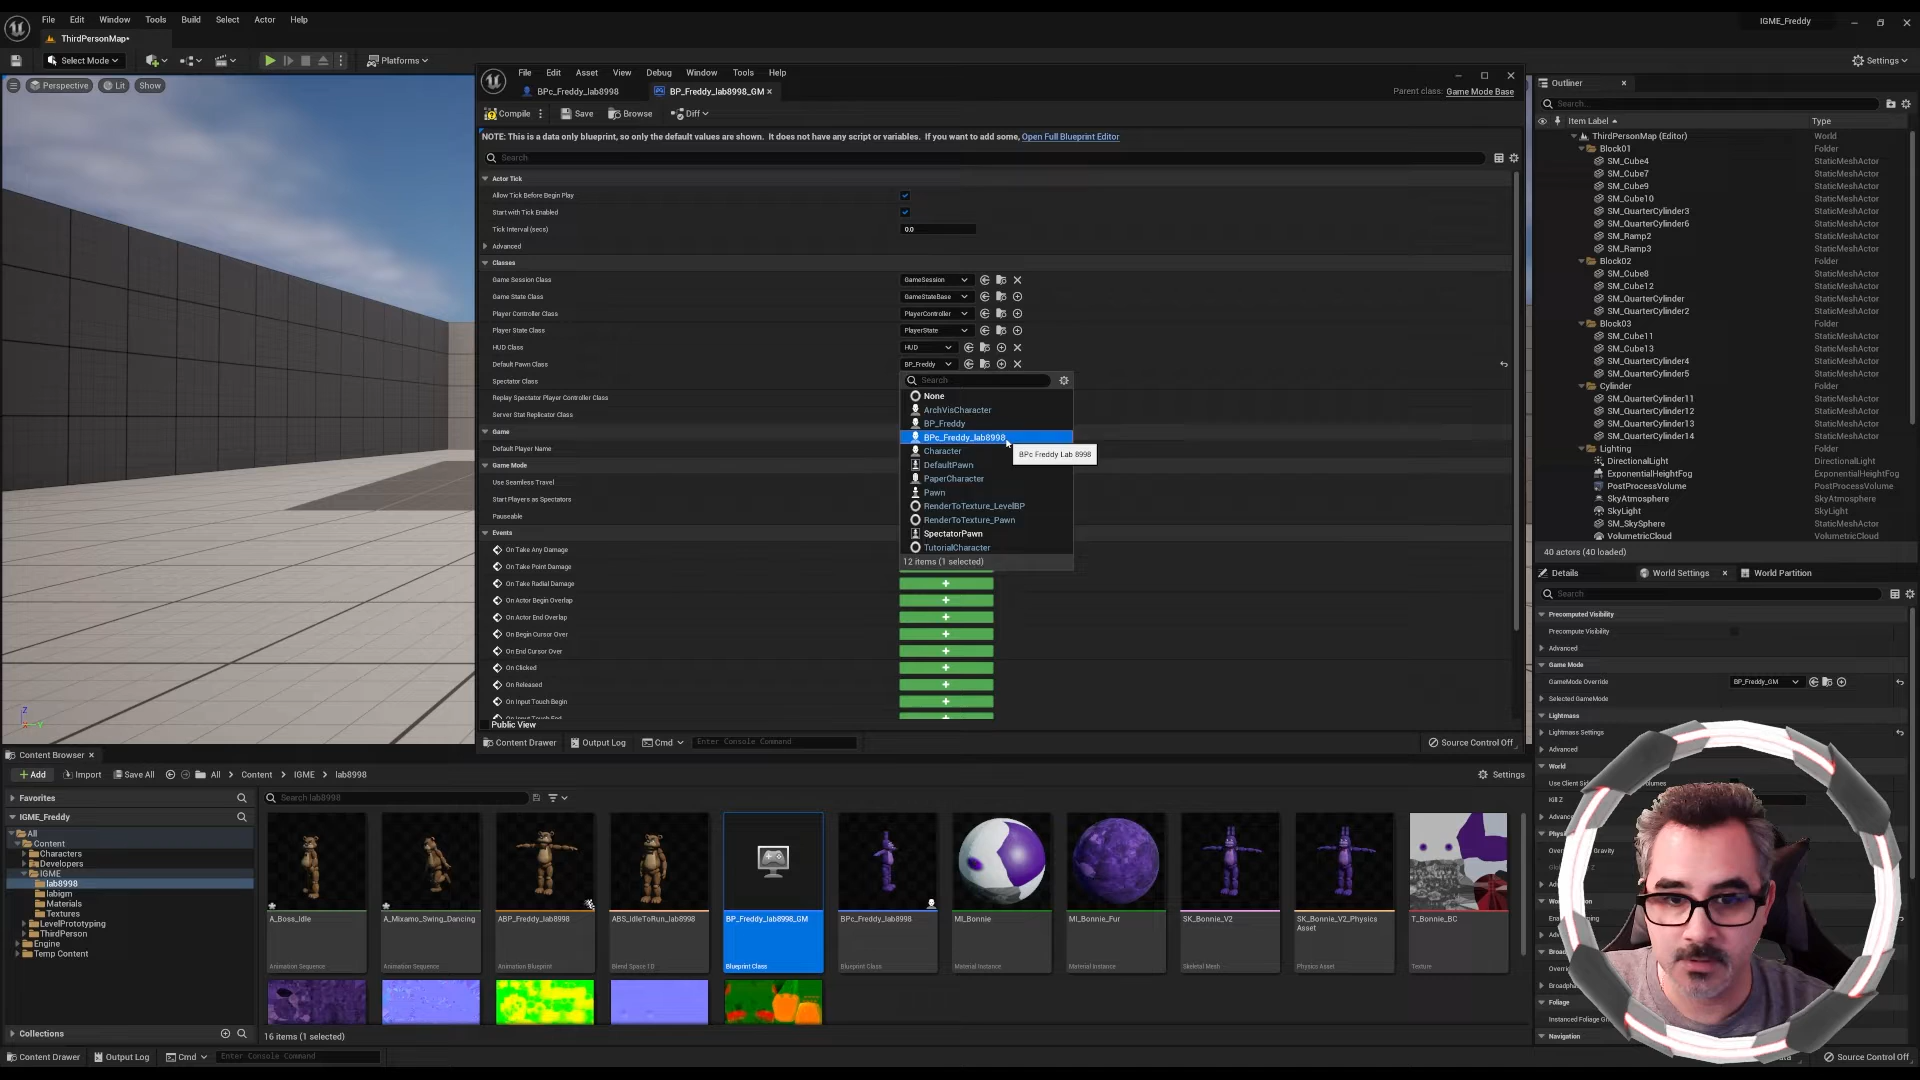 File Edit Window Tools Build Select Actor Help
IGME_Freddy
ThirdPersonMap*
Select Mode
Platforms
Settings
Perspective Lit Show
File Edit Asset View Debug Window Tools Help
BPc_Freddy_lab8998
BP_Freddy_lab8998_GM
Parent class: Game Mode Base
Compile
Save
Browse
Diff
NOTE: This is a data only blueprint, so only the default values are shown. It does not have any script or variables. If you want to add some, Open Full Blueprint Editor
Search
Actor Tick
Allow Tick Before Begin Play
Start with Tick Enabled
Tick Interval (secs) 0.0
Advanced
Classes
Game Session Class GameSession
Game State Class GameStateBase
Player Controller Class PlayerController
Player State Class PlayerState
HUD Class HUD
Default Pawn Class BP_Freddy
Spectator Class
Replay Spectator Player Controller Class
Server Stat Replicator Class
Game
Default Player Name
Game Mode
Use Seamless Travel
Start Players as Spectators
Pauseable
Events
On Take Any Damage
On Take Point Damage
On Take Radial Damage
On Actor Begin Overlap
On Actor End Overlap
On Begin Cursor Over
On End Cursor Over
On Clicked
On Released
On Input Touch Begin
On Input Touch End
Public View
Search
None
ArchVisCharacter
BP_Freddy
BPc_Freddy_lab8998
BPc Freddy Lab 8998
Character
DefaultPawn
PaperCharacter
Pawn
RenderToTexture_LevelBP
RenderToTexture_Pawn
SpectatorPawn
TutorialCharacter
12 items (1 selected)
Content Drawer
Output Log
Cmd
Enter Console Command
Source Control Off
Outliner
Search...
Item Label Type
ThirdPersonMap (Editor) World
Block01 Folder
SM_Cube4 StaticMeshActor
SM_Cube7 StaticMeshActor
SM_Cube9 StaticMeshActor
SM_Cube10 StaticMeshActor
SM_QuarterCylinder3 StaticMeshActor
SM_QuarterCylinder6 StaticMeshActor
SM_Ramp2 StaticMeshActor
SM_Ramp3 StaticMeshActor
Block02 Folder
SM_Cube8 StaticMeshActor
SM_Cube12 StaticMeshActor
SM_QuarterCylinder StaticMeshActor
SM_QuarterCylinder2 StaticMeshActor
Block03 Folder
SM_Cube11 StaticMeshActor
SM_Cube13 StaticMeshActor
SM_QuarterCylinder4 StaticMeshActor
SM_QuarterCylinder5 StaticMeshActor
Cylinder Folder
SM_QuarterCylinder11 StaticMeshActor
SM_QuarterCylinder12 StaticMeshActor
SM_QuarterCylinder13 StaticMeshActor
SM_QuarterCylinder14 StaticMeshActor
Lighting Folder
DirectionalLight DirectionalLight
ExponentialHeightFog ExponentialHeightFog
PostProcessVolume PostProcessVolume
SkyAtmosphere SkyAtmosphere
SkyLight SkyLight
SM_SkySphere StaticMeshActor
VolumetricCloud VolumetricCloud
40 actors (40 loaded)
Details
World Settings
World Partition
Search
Precomputed Visibility
Precompute Visibility
Advanced
Game Mode
GameMode Override BP_Freddy_GM
Selected GameMode
Lightmass
Lightmass Settings
Advanced
World
Kill Z
Foliage
Navigation
Content Browser
Add
Import
Save All
All
Content
IGME
lab8998
Settings
Favorites
Search lab8998
IGME_Freddy
All
Content
Characters
Developers
IGME
lab8998
labigm
Materials
Textures
LevelPrototyping
ThirdPerson
Engine
Temp Content
Collections
A_Boss_Idle
Animation Sequence
A_Mixamo_Swing_Dancing
Animation Sequence
ABP_Freddy_lab8998
Animation Blueprint
ABS_IdleToRun_lab8998
Blend Space 1D
BP_Freddy_lab8998_GM
Blueprint Class
BPc_Freddy_lab8998
Blueprint Class
MI_Bonnie
Material Instance
MI_Bonnie_Fur
Material Instance
SK_Bonnie_V2
Skeletal Mesh
SK_Bonnie_V2_Physics
Asset
Physics Asset
T_Bonnie_BC
Texture
16 items (1 selected)
Content Drawer
Output Log
Cmd
Enter Console Command
Source Control Off